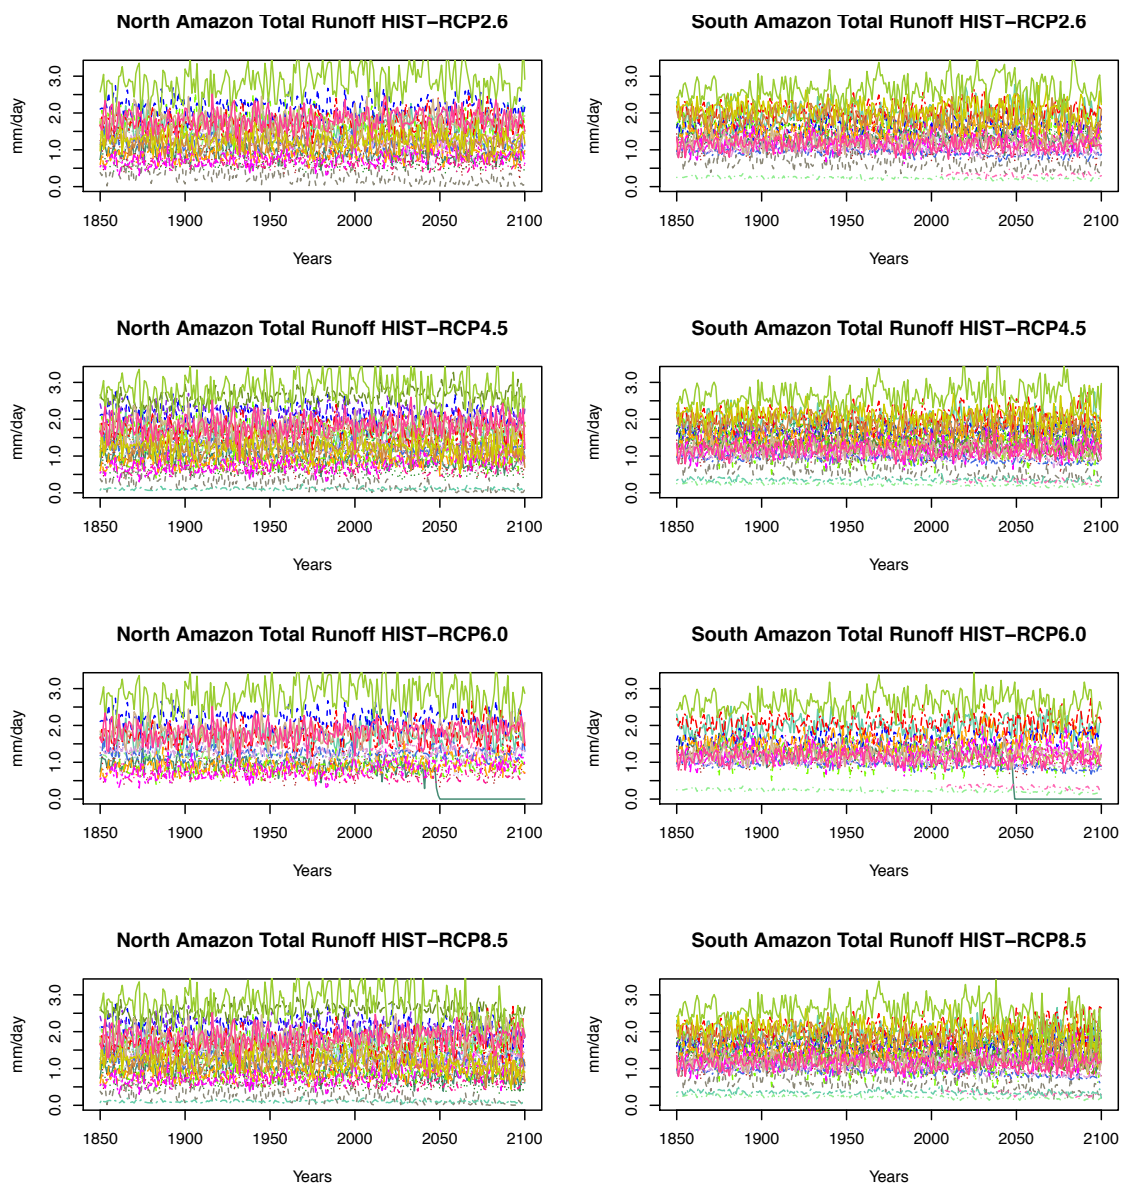 North Amazon Total Runoff HIST−RCP2.6
mm/day
0.0 1.0 2.0 3.0
1850 1900 1950 2000 2050 2100
Years
South Amazon Total Runoff HIST−RCP2.6
mm/day
0.0 1.0 2.0 3.0
1850 1900 1950 2000 2050 2100
Years
North Amazon Total Runoff HIST−RCP4.5
mm/day
0.0 1.0 2.0 3.0
1850 1900 1950 2000 2050 2100
Years
South Amazon Total Runoff HIST−RCP4.5
mm/day
0.0 1.0 2.0 3.0
1850 1900 1950 2000 2050 2100
Years
North Amazon Total Runoff HIST−RCP6.0
mm/day
0.0 1.0 2.0 3.0
1850 1900 1950 2000 2050 2100
Years
South Amazon Total Runoff HIST−RCP6.0
mm/day
0.0 1.0 2.0 3.0
1850 1900 1950 2000 2050 2100
Years
North Amazon Total Runoff HIST−RCP8.5
mm/day
0.0 1.0 2.0 3.0
1850 1900 1950 2000 2050 2100
Years
South Amazon Total Runoff HIST−RCP8.5
mm/day
0.0 1.0 2.0 3.0
1850 1900 1950 2000 2050 2100
Years